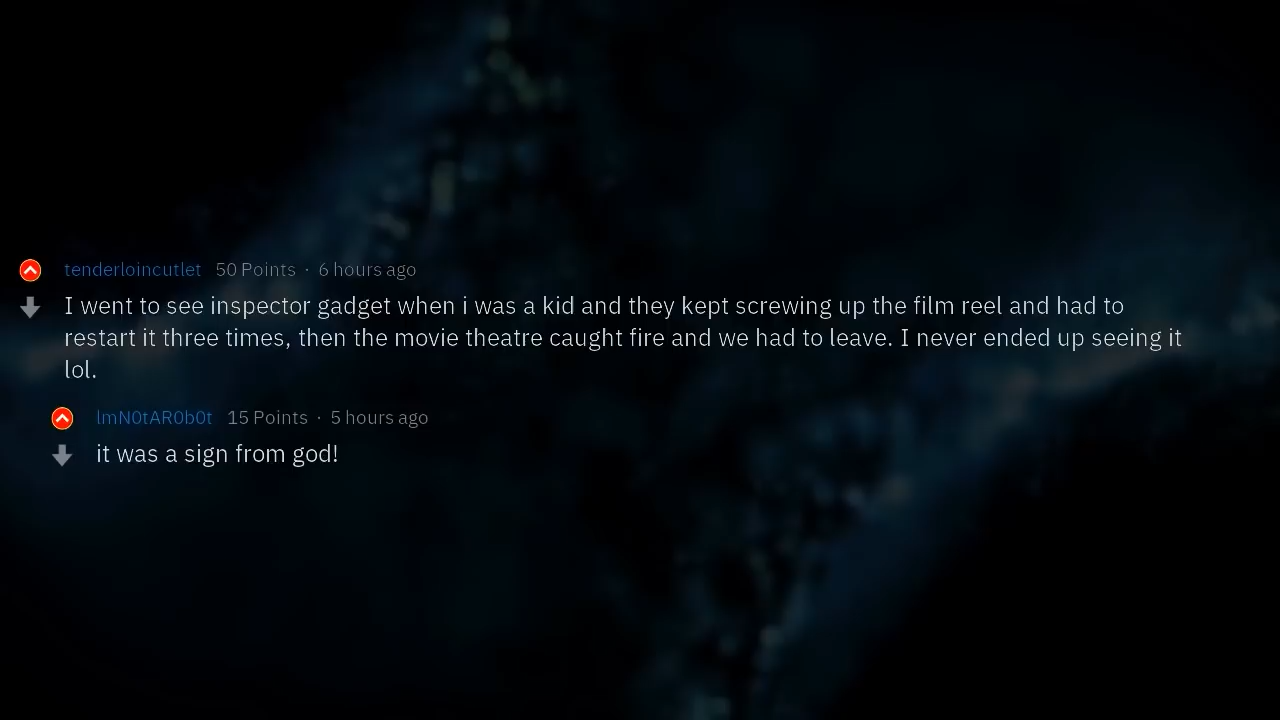 tenderloincutlet 50 Points · 6 hours ago
I went to see inspector gadget when i was a kid and they kept screwing up the film reel and had to
restart it three times, then the movie theatre caught fire and we had to leave. I never ended up seeing it
lol.
lmN0tAR0b0t 15 Points · 5 hours ago
it was a sign from god!